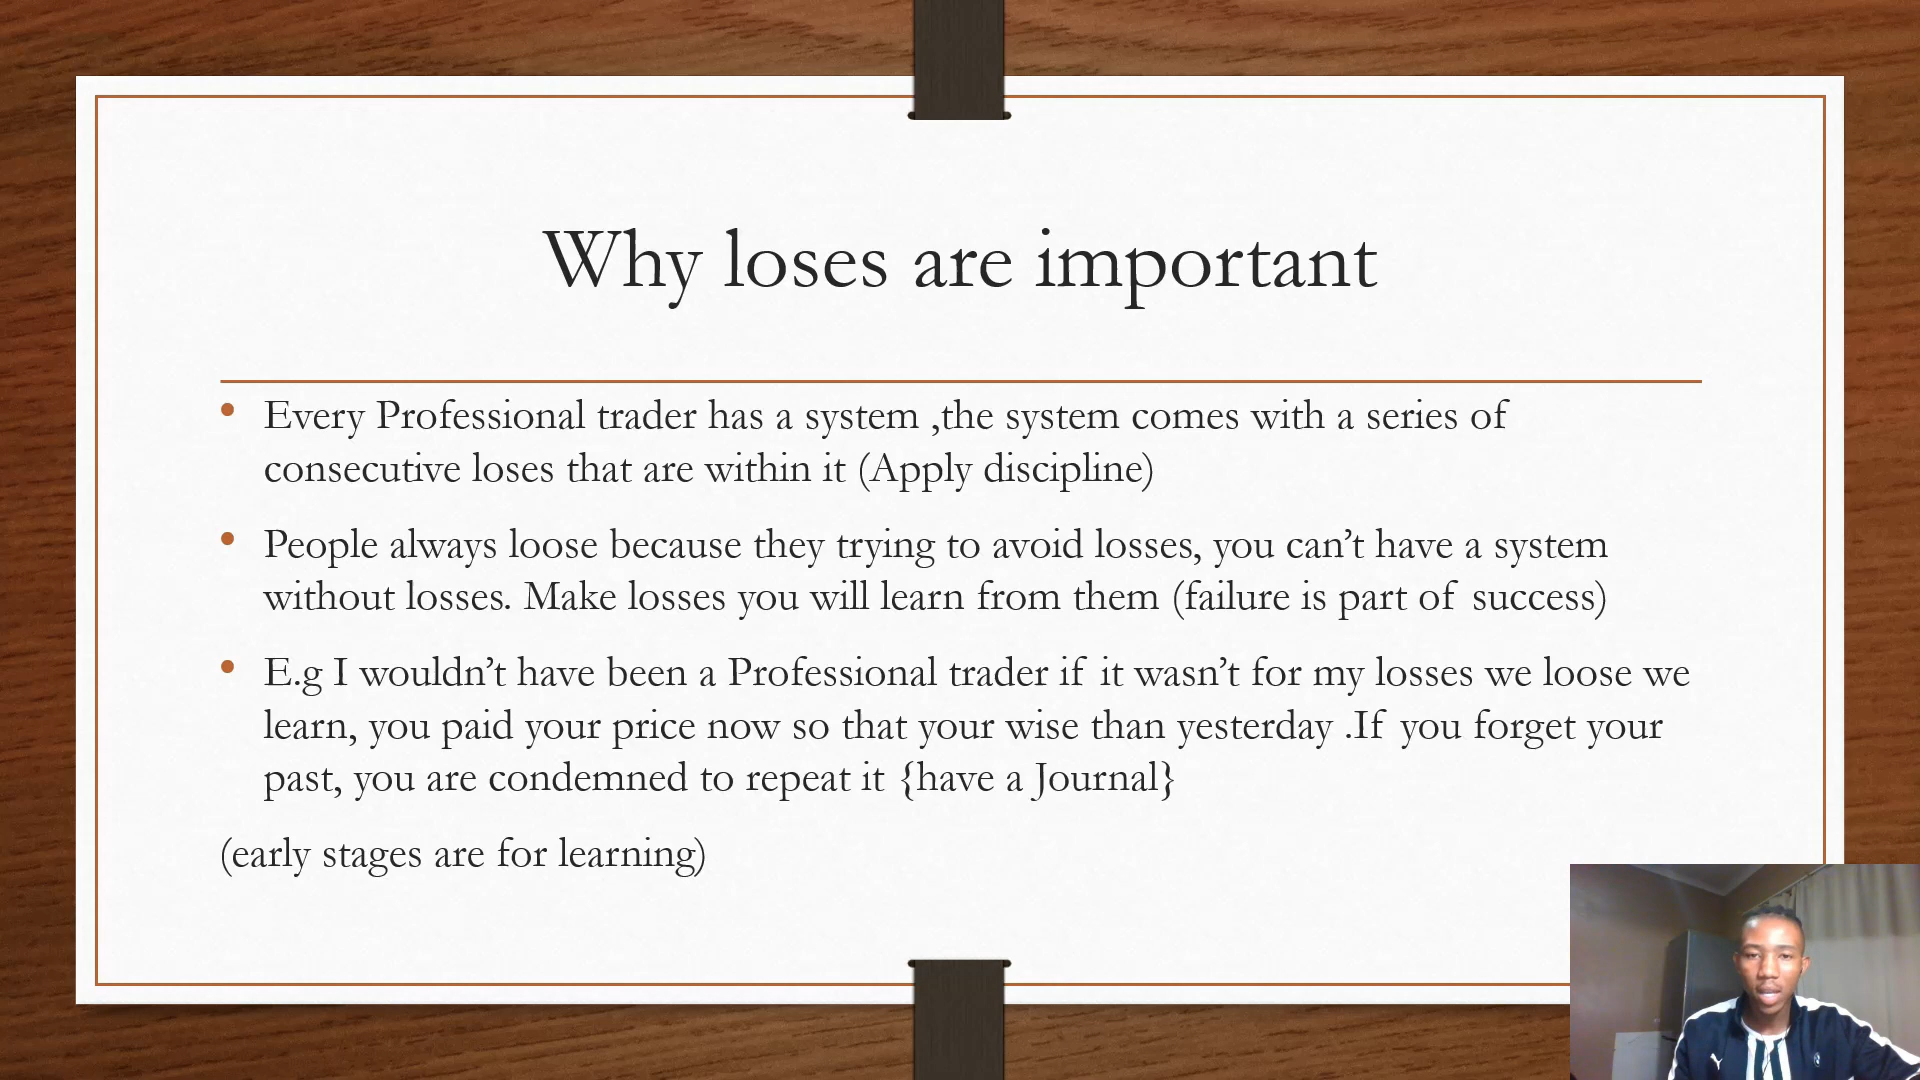 Why loses are important
• Every Professional trader has a system ,the system comes with a series of
consecutive loses that are within it (Apply discipline)
• People always loose because they trying to avoid losses, you can’t have a system
without losses. Make losses you will learn from them (failure is part of success)
• E.g I wouldn’t have been a Professional trader if it wasn’t for my losses we loose we
learn, you paid your price now so that your wise than yesterday .If you forget your
past, you are condemned to repeat it {have a Journal}
(early stages are for learning)